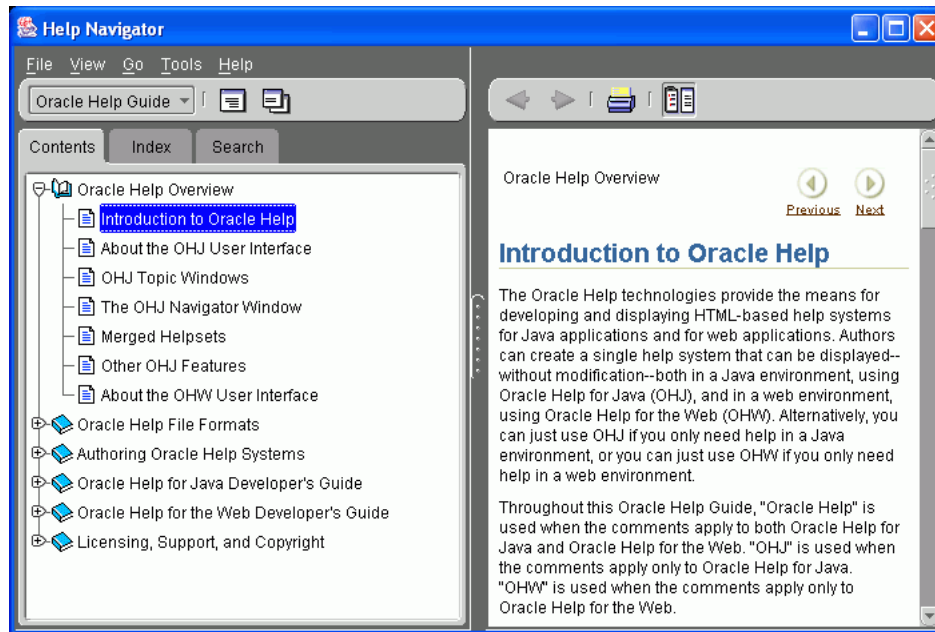 Help Navigator
File View Go Tools Help
Oracle Help Guide
Contents Index Search
Oracle Help Overview
Introduction to Oracle Help
About the OHJ User Interface
OHJ Topic Windows
The OHJ Navigator Window
Merged Helpsets
Other OHJ Features
About the OHW User Interface
Oracle Help File Formats
Authoring Oracle Help Systems
Oracle Help for Java Developer's Guide
Oracle Help for the Web Developer's Guide
Licensing, Support, and Copyright
Oracle Help Overview
Previous Next
Introduction to Oracle Help
The Oracle Help technologies provide the means for
developing and displaying HTML-based help systems
for Java applications and for web applications. Authors
can create a single help system that can be displayed--
without modification--both in a Java environment, using
Oracle Help for Java (OHJ), and in a web environment,
using Oracle Help for the Web (OHW). Alternatively, you
can just use OHJ if you only need help in a Java
environment, or you can just use OHW if you only need
help in a web environment.
Throughout this Oracle Help Guide, "Oracle Help" is
used when the comments apply to both Oracle Help for
Java and Oracle Help for the Web. "OHJ" is used when
the comments apply only to Oracle Help for Java.
"OHW" is used when the comments apply only to
Oracle Help for the Web.